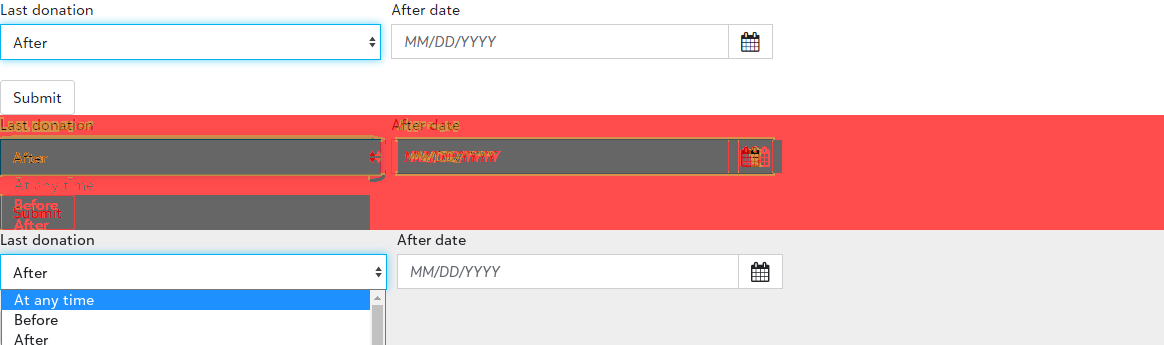 Last donation After date
After MM/DD/YYYY
Submit
Last donation After date
After MM/DD/YYYY
At any time
Before
Submit
After
Last donation After date
After MM/DD/YYYY
At any time
Before
After